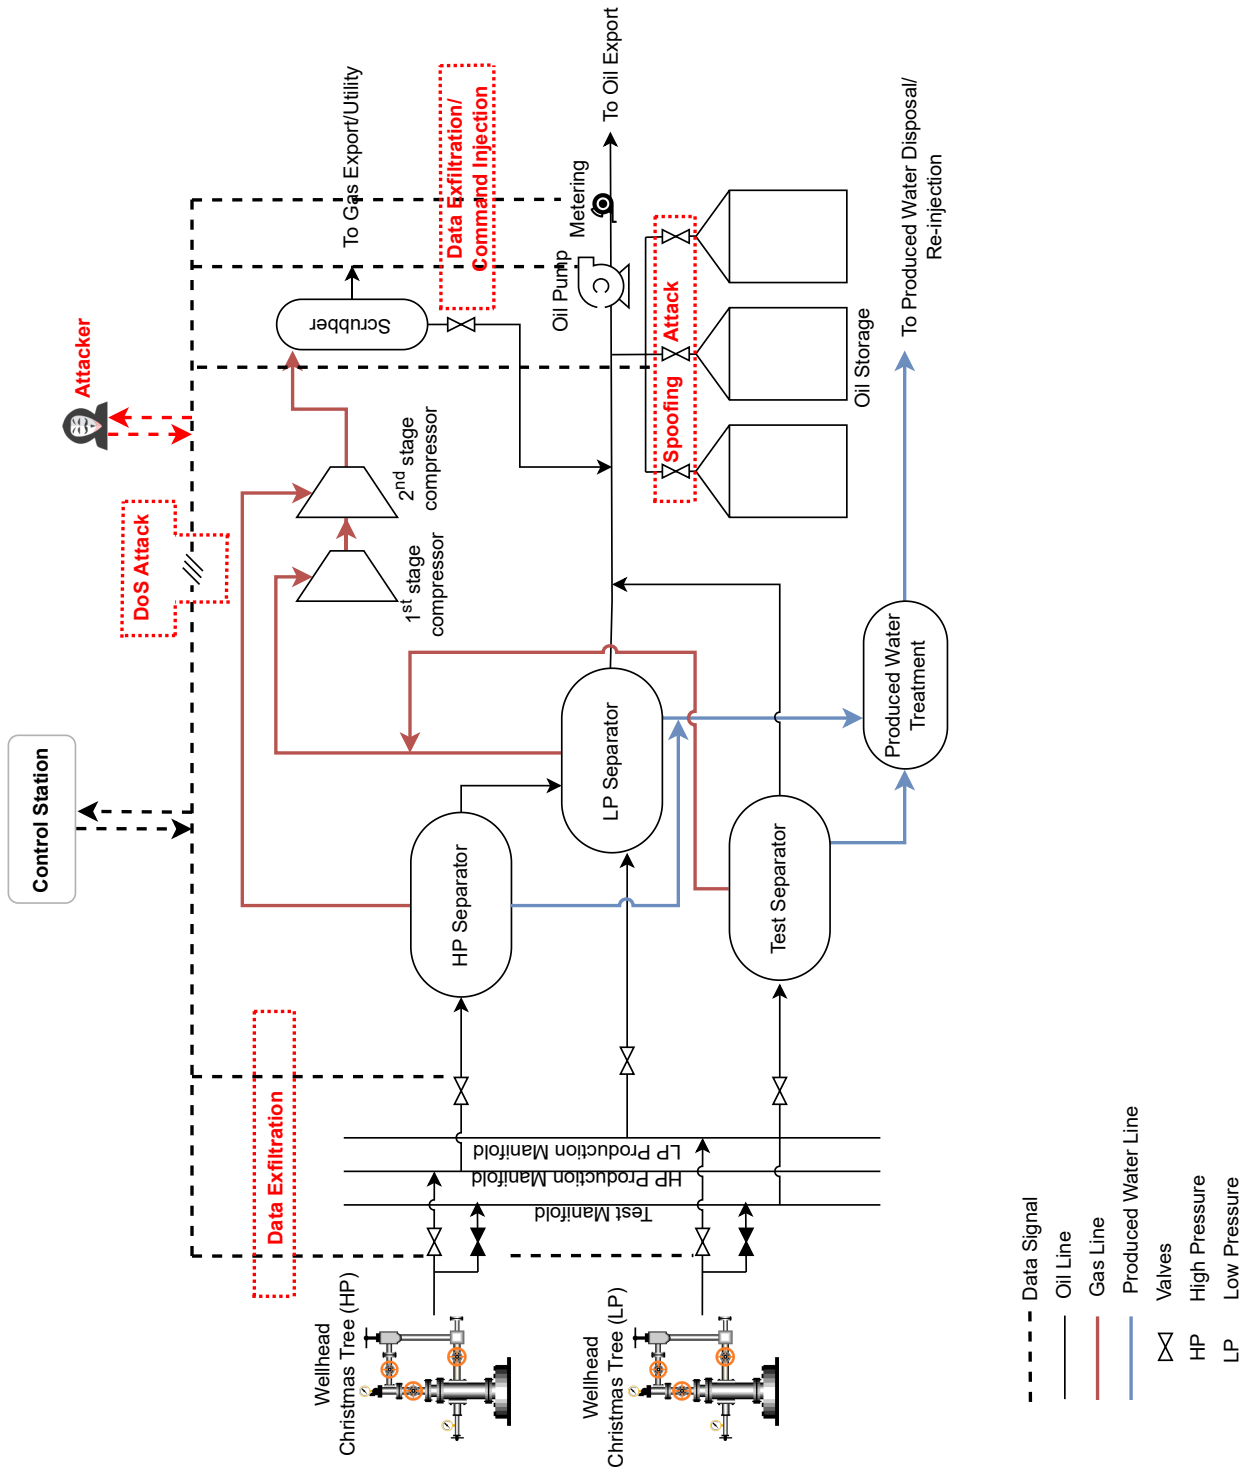 Control Station
Attacker
DoS Attack
Data Exfiltration
Data Exfiltration/
Command Injection
Spoofing Attack
Wellhead
Christmas Tree (HP)
Wellhead
Christmas Tree (LP)
Test Manifold
HP Production Manifold
LP Production Manifold
HP Separator
LP Separator
Test Separator
1st stage
compressor
2nd stage
compressor
Scrubber
To Gas Export/Utility
Oil Pump
C
Metering
To Oil Export
Oil Storage
Produced Water
Treatment
To Produced Water Disposal/
Re-injection
Data Signal
Oil Line
Gas Line
Produced Water Line
Valves
HP High Pressure
LP Low Pressure